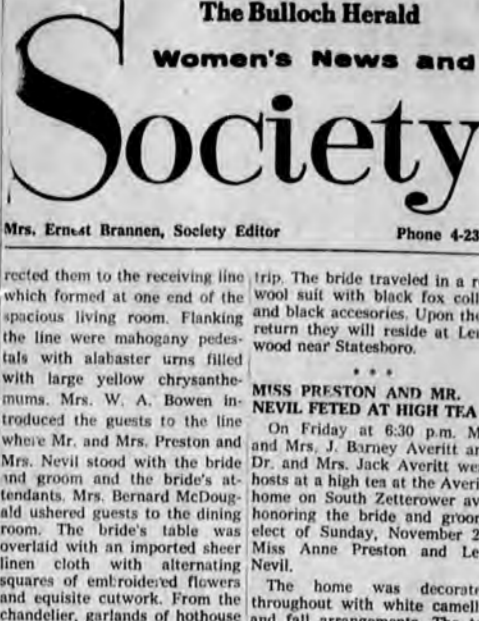 The Bulloch Herald
Women's News and
Society
Mrs. Ernest Brannen, Society Editor
Phone 4-23
rected them to the receiving line
which formed at one end of the
spacious living room. Flanking
the line were mahogany pedes-
tals with alabaster urns filled
with large yellow chrysanthe-
mums. Mrs. W. A. Bowen in-
troduced the guests to the line
where Mr. and Mrs. Preston and
Mrs. Nevil stood with the bride
and groom and the bride's at-
tendants. Mrs. Bernard McDoug-
ald ushered guests to the dining
room. The bride's table was
overlaid with an imported sheer
linen cloth with alternating
squares of embroidered flowers
and equisite cutwork. From the
chandelier, garlands of hothouse
trip. The bride traveled in a r
wool suit with black fox coll
and black accesories. Upon the
return they will reside at Le
wood near Statesboro.
* * *
MISS PRESTON AND MR.
NEVIL FETED AT HIGH TEA
On Friday at 6:30 p.m. M
and Mrs. J. Barney Averitt an
Dr. and Mrs. Jack Averitt we
hosts at a high tea at the Averi
home on South Zetterower av
honoring the bride and groom
elect of Sunday, November 2
Miss Anne Preston and Le
Nevil.
The home was decorate
throughout with white camell
and fall arrangements. The